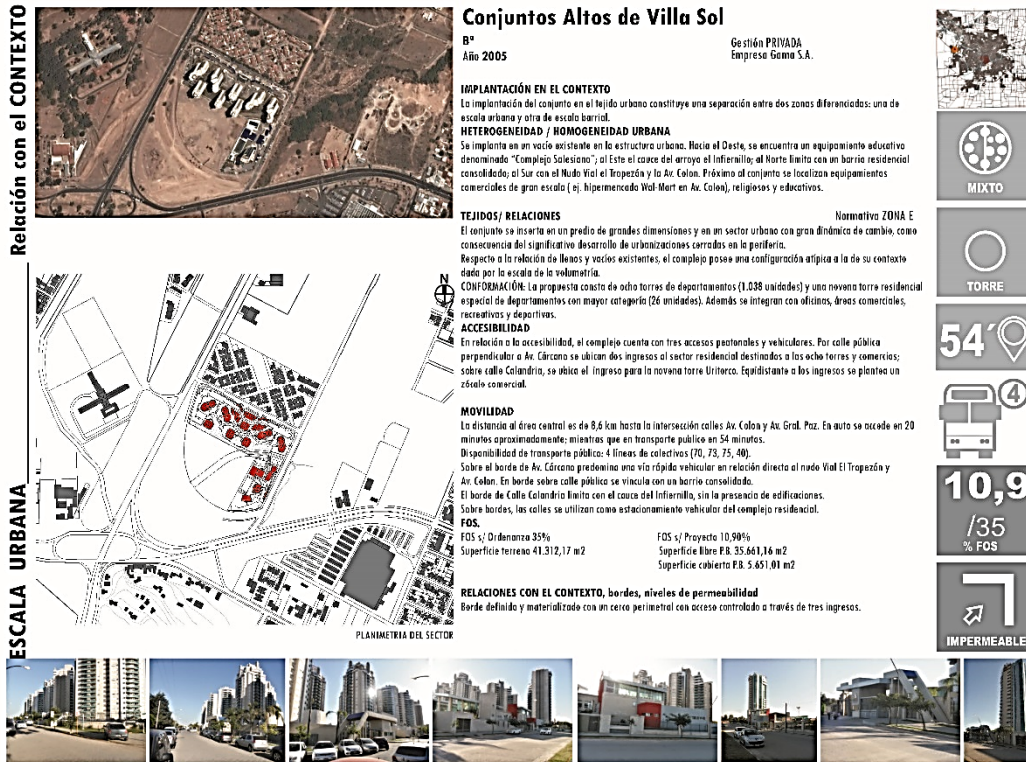 Relación con el CONTEXTO
ESCALA URBANA
Conjuntos Altos de Villa Sol
Bº
Año 2005
Gestión PRIVADA
Empresa Gama S.A.
IMPLANTACIÓN EN EL CONTEXTO
La implantación del conjunto en el tejido urbano constituye una separación entre dos zonas diferenciadas: una de
escala urbana y otra de escala barrial.
HETEROGENEIDAD / HOMOGENEIDAD URBANA
Se implanta en un vacío existente en la estructura urbana. Hacia el Oeste, se encuentra un equipamiento educativo
denominado "Complejo Salesiano"; al Este el cauce del arroyo el Infiernillo; al Norte limita con un barrio residencial
consolidado; al Sur con el Nudo Vial el Tropezón y la Av. Colon. Próximo al conjunto se localizan equipamientos
comerciales de gran escala ( ej. hipermercado Wal-Mart en Av. Colon), religiosos y educativos.
TEJIDOS/ RELACIONES
Normativa ZONA E
El conjunto se inserta en un predio de grandes dimensiones y en un sector urbano con gran dinámica de cambio, como
consecuencia del significativo desarrollo de urbanizaciones cerradas en la periferia.
Respecto a la relación de llenos y vacíos existentes, el complejo posee una configuración atípica a la de su contexto
dada por la escala de la volumetría.
CONFORMACIÓN: La propuesta consta de ocho torres de departamentos (1.038 unidades) y una novena torre residencial
especial de departamentos con mayor categoría (26 unidades). Además se integran con oficinas, áreas comerciales,
recreativas y deportivas.
ACCESIBILIDAD
En relación a la accesibilidad, el complejo cuenta con tres accesos peatonales y vehiculares. Por calle pública
perpendicular a Av. Cárcano se ubican dos ingresos al sector residencial destinados a las ocho torres y comercios;
sobre calle Calandria, se ubica el ingreso para la novena torre Uritorco. Equidistante a los ingresos se plantea un
zócalo comercial.
MOVILIDAD
La distancia al área central es de 8,6 km hasta la intersección calles Av. Colon y Av. Gral. Paz. En auto se accede en 20
minutos aproximadamente; mientras que en transporte publico en 54 minutos.
Disponibilidad de transporte público: 4 líneas de colectivos (70, 73, 75, 40).
Sobre el borde de Av. Cárcano predomina una vía rápida vehicular en relación directa al nudo Vial El Tropezón y
Av. Colon. En borde sobre calle pública se vincula con un barrio consolidado.
El borde de Calle Calandria limita con el cauce del Infiernillo, sin la presencia de edificaciones.
Sobre bordes, las calles se utilizan como estacionamiento vehicular del complejo residencial.
FOS.
FOS s/ Ordenanza 35%
Superficie terreno 41.312,17 m2
FOS s/ Proyecto 10,90%
Superficie libre P.B. 35.661,16 m2
Superficie cubierta P.B. 5.651,01 m2
RELACIONES CON EL CONTEXTO, bordes, niveles de permeabilidad
Borde definido y materializado con un cerco perimetral con acceso controlado a través de tres ingresos.
N
PLANIMETRIA DEL SECTOR
MIXTO
TORRE
54´
4
10,9
/35
% FOS
IMPERMEABLE